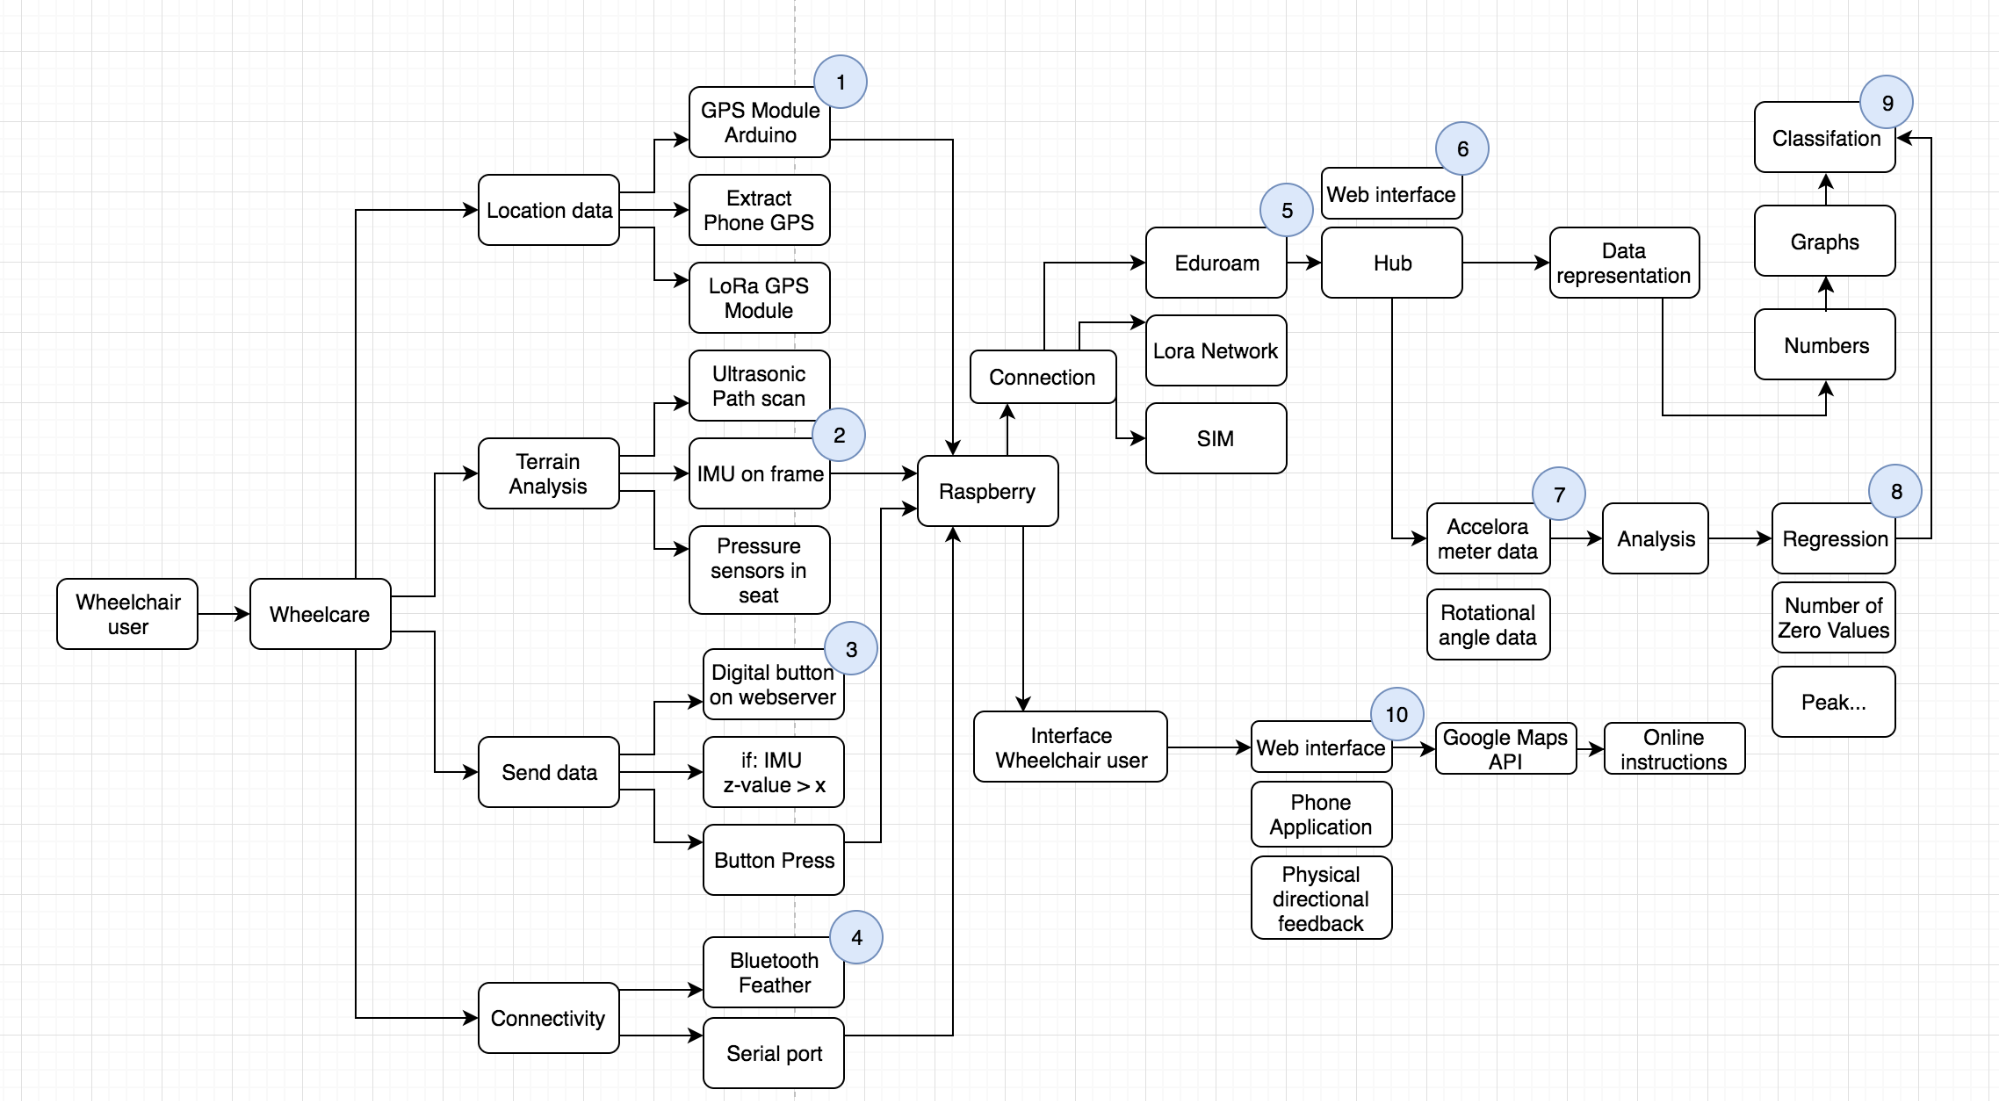 Wheelchair
user
Wheelcare
Location data
1
GPS Module
Arduino
Extract
Phone GPS
LoRa GPS
Module
Terrain
Analysis
Ultrasonic
Path scan
2
IMU on frame
Pressure
sensors in
seat
Send data
3
Digital button
on webserver
if: IMU
z-value > x
Button Press
Connectivity
4
Bluetooth
Feather
Serial port
Raspberry
Connection
5
Eduroam
Lora Network
SIM
6
Web interface
Hub
Data
representation
9
Classifation
Graphs
Numbers
7
Accelora
meter data
Rotational
angle data
Analysis
8
Regression
Number of
Zero Values
Peak...
Interface
Wheelchair user
10
Web interface
Phone
Application
Physical
directional
feedback
Google Maps
API
Online
instructions